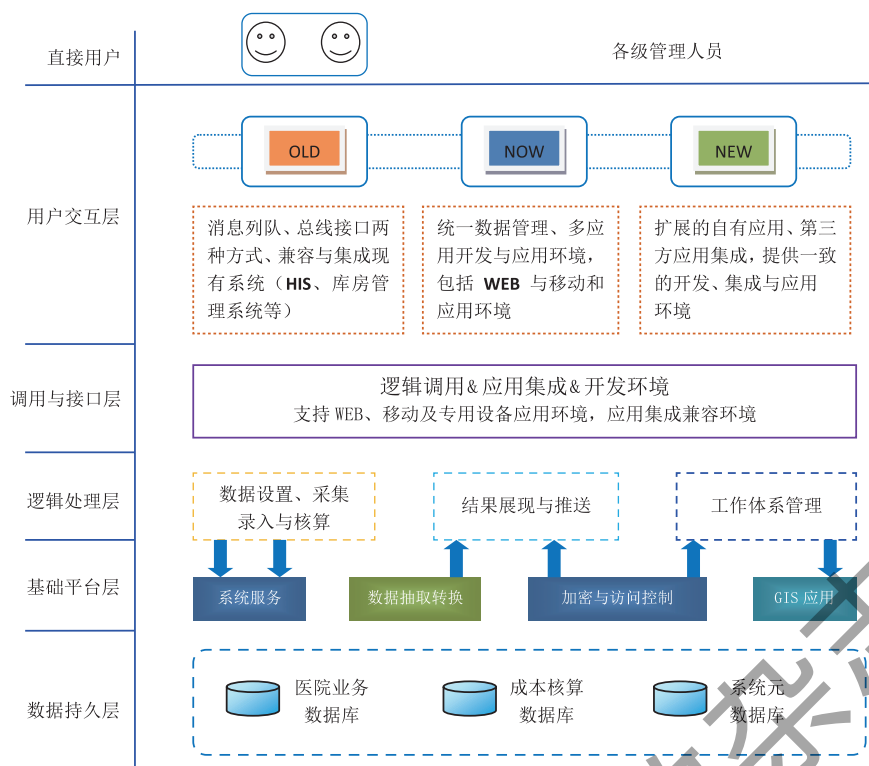 直接用户
各级管理人员
用户交互层
OLD
NOW
NEW
消息列队、总线接口两
种方式、兼容与集成现
有系统（HIS、库房管
理系统等）
统一数据管理、多应
用开发与应用环境，
包括 WEB 与移动和
应用环境
扩展的自有应用、第三
方应用集成，提供一致
的开发、集成与应用
环境
调用与接口层
逻辑调用&应用集成&开发环境
支持 WEB、移动及专用设备应用环境，应用集成兼容环境
逻辑处理层
数据设置、采集
录入与核算
结果展现与推送
工作体系管理
基础平台层
系统服务
数据抽取转换
加密与访问控制
GIS 应用
数据持久层
医院业务
数据库
成本核算
数据库
系统元
数据库